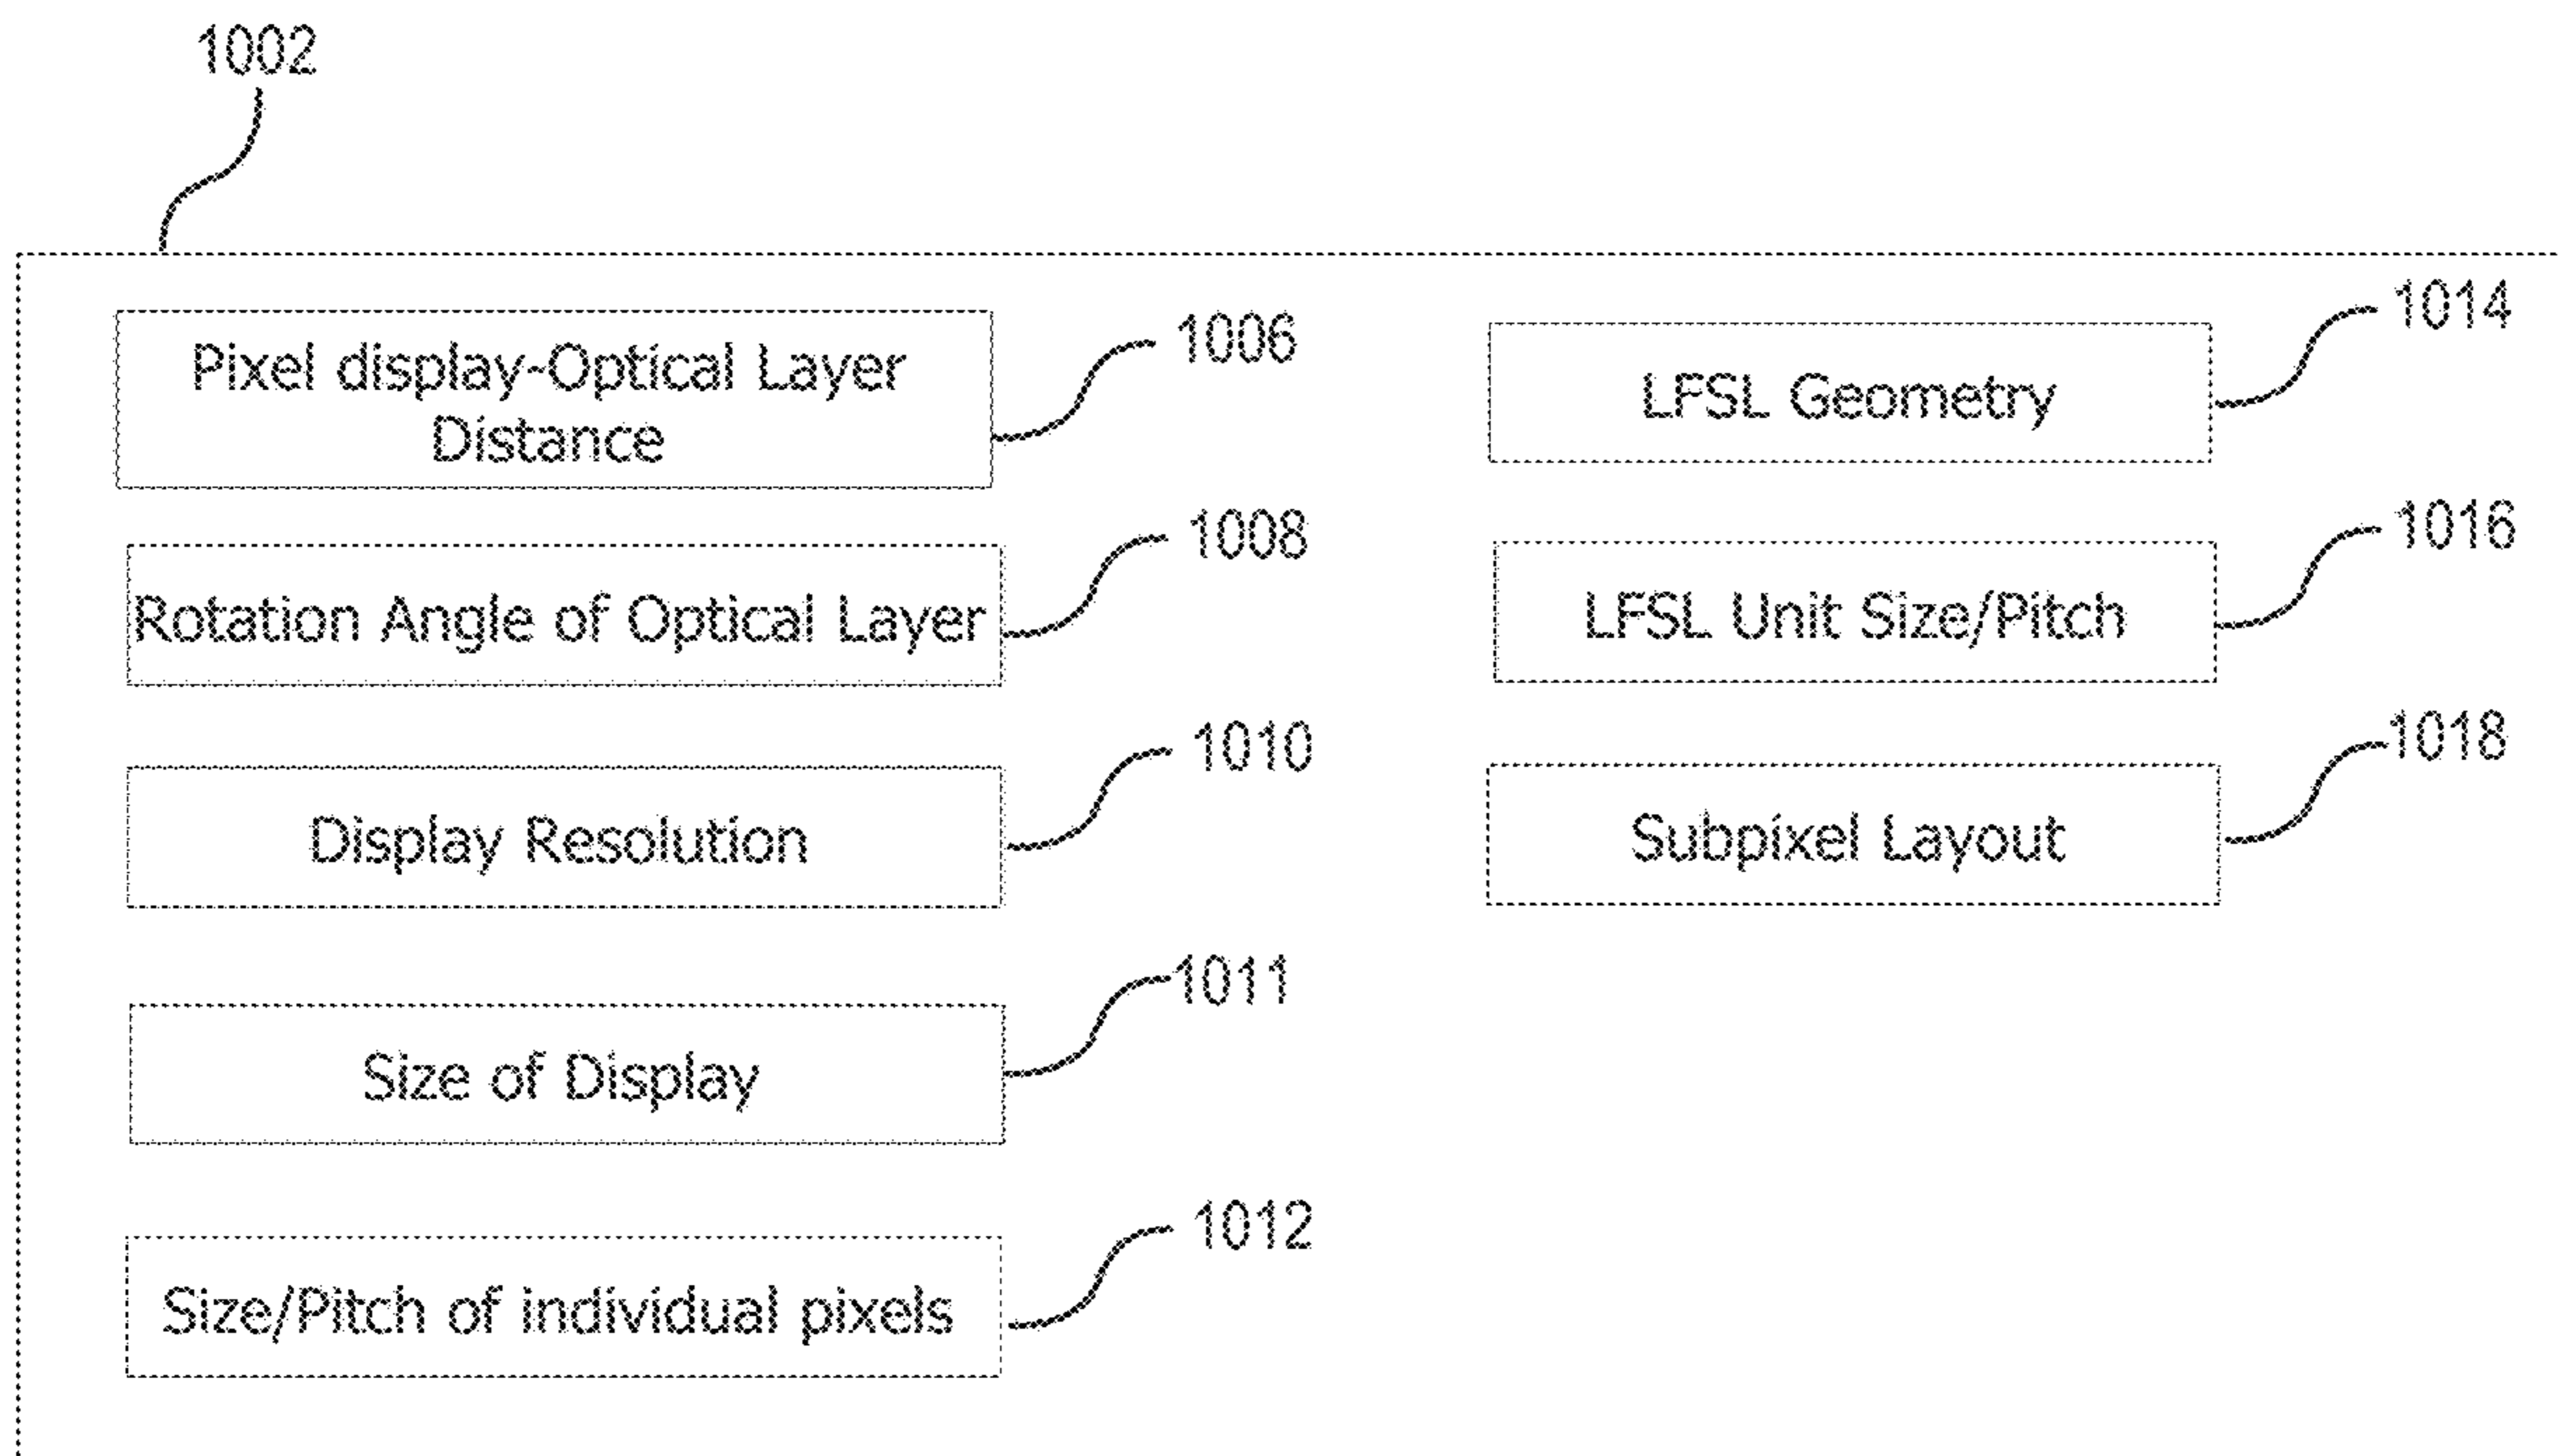 1002
Pixel display-Optical Layer
Distance
1006
Rotation Angle of Optical Layer
1008
Display Resolution
1010
Size of Display
1011
Size/Pitch of individual pixels
1012
LFSL Geometry
1014
LFSL Unit Size/Pitch
1016
Subpixel Layout
1018